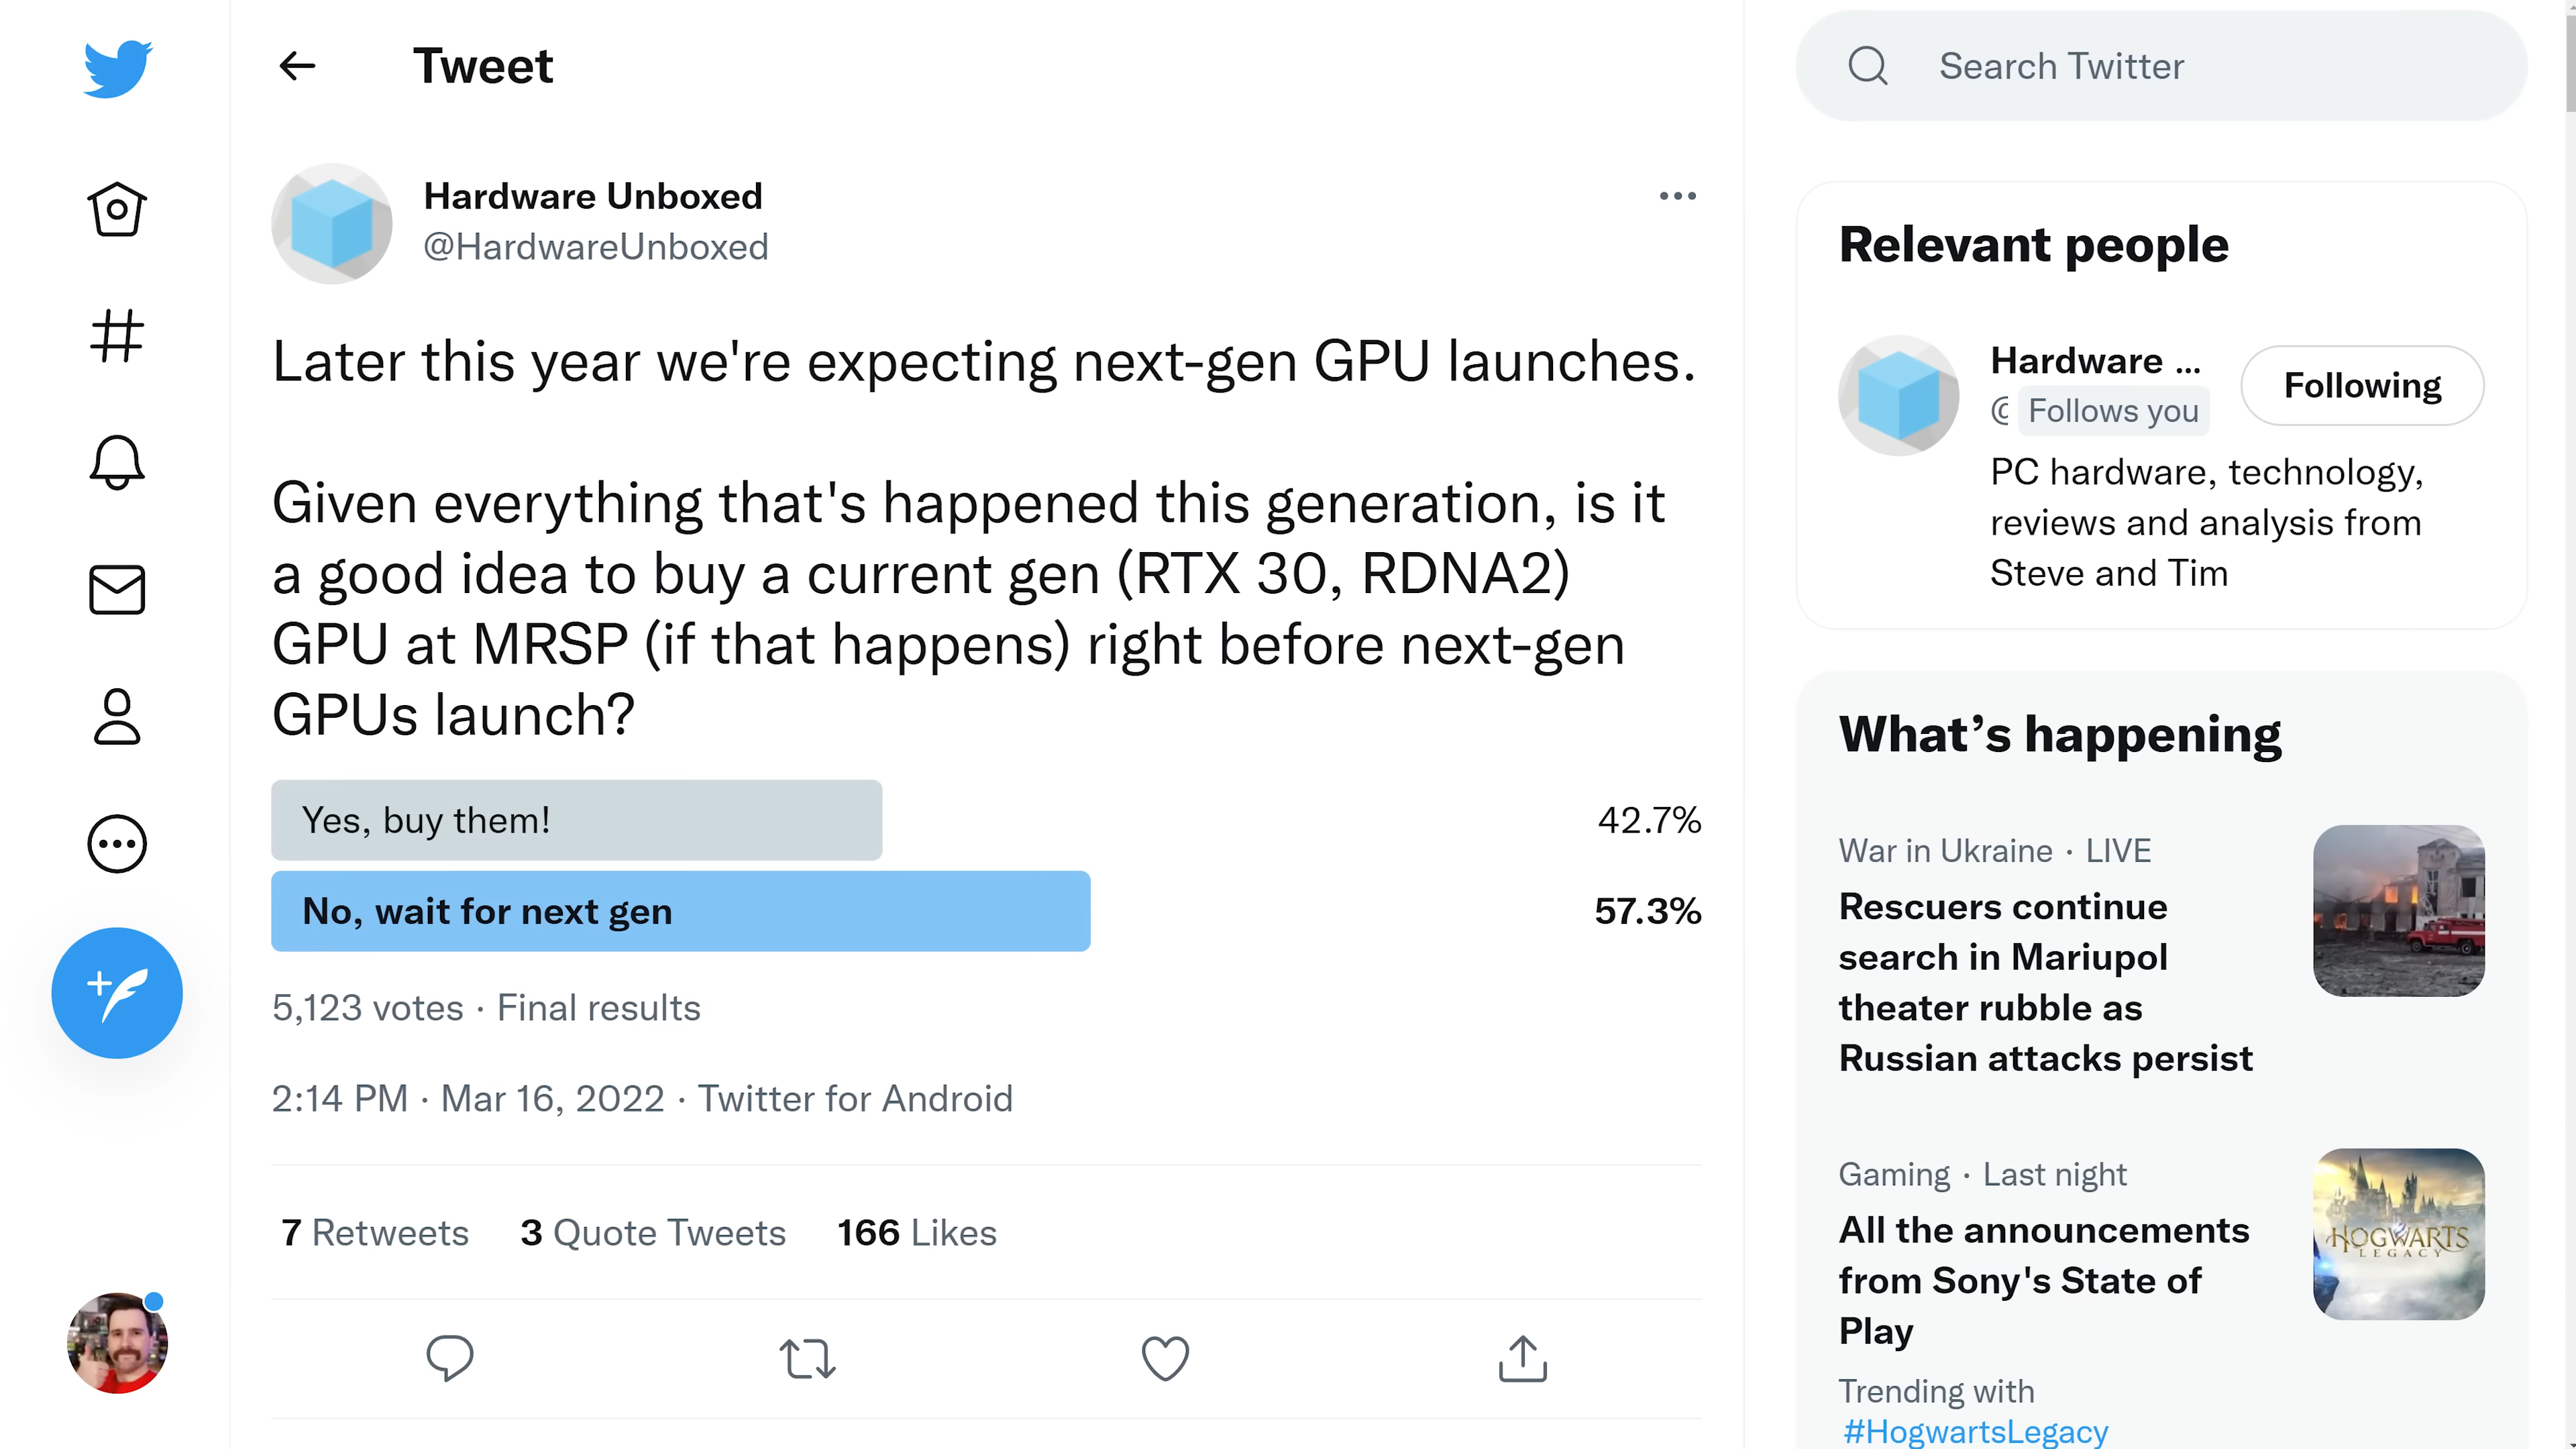 Tweet
Hardware Unboxed
@HardwareUnboxed
Later this year we're expecting next-gen GPU launches.
Given everything that's happened this generation, is it
a good idea to buy a current gen (RTX 30, RDNA2)
GPU at MRSP (if that happens) right before next-gen
GPUs launch?
Yes, buy them! 42.7%
No, wait for next gen 57.3%
5,123 votes · Final results
2:14 PM · Mar 16, 2022 · Twitter for Android
7 Retweets 3 Quote Tweets 166 Likes
Search Twitter
Relevant people
Hardware ...
@ Follows you
Following
PC hardware, technology,
reviews and analysis from
Steve and Tim
What’s happening
War in Ukraine · LIVE
Rescuers continue
search in Mariupol
theater rubble as
Russian attacks persist
Gaming · Last night
All the announcements
from Sony's State of
Play
HOGWARTS
LEGACY
Trending with
#HogwartsLegacy